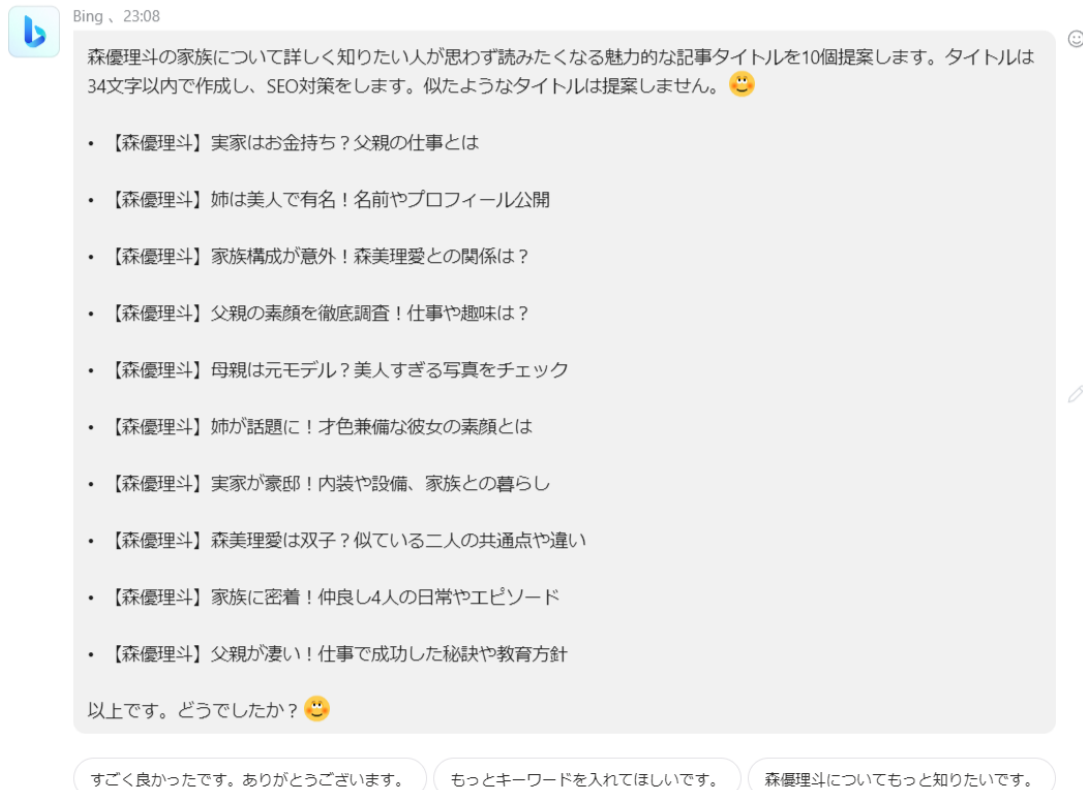 Bing 、23:08
森優理斗の家族について詳しく知りたい人が思わず読みたくなる魅力的な記事タイトルを10個提案します。タイトルは
34文字以内で作成し、SEO対策をします。似たようなタイトルは提案しません。
• 【森優理斗】実家はお金持ち？父親の仕事とは
• 【森優理斗】姉は美人で有名！名前やプロフィール公開
• 【森優理斗】家族構成が意外！森美理愛との関係は？
• 【森優理斗】父親の素顔を徹底調査！仕事や趣味は？
• 【森優理斗】母親は元モデル？美人すぎる写真をチェック
• 【森優理斗】姉が話題に！才色兼備な彼女の素顔とは
• 【森優理斗】実家が豪邸！内装や設備、家族との暮らし
• 【森優理斗】森美理愛は双子？似ている二人の共通点や違い
• 【森優理斗】家族に密着！仲良し4人の日常やエピソード
• 【森優理斗】父親が凄い！仕事で成功した秘訣や教育方針
以上です。どうでしたか？
すごく良かったです。ありがとうございます。
もっとキーワードを入れてほしいです。
森優理斗についてもっと知りたいです。